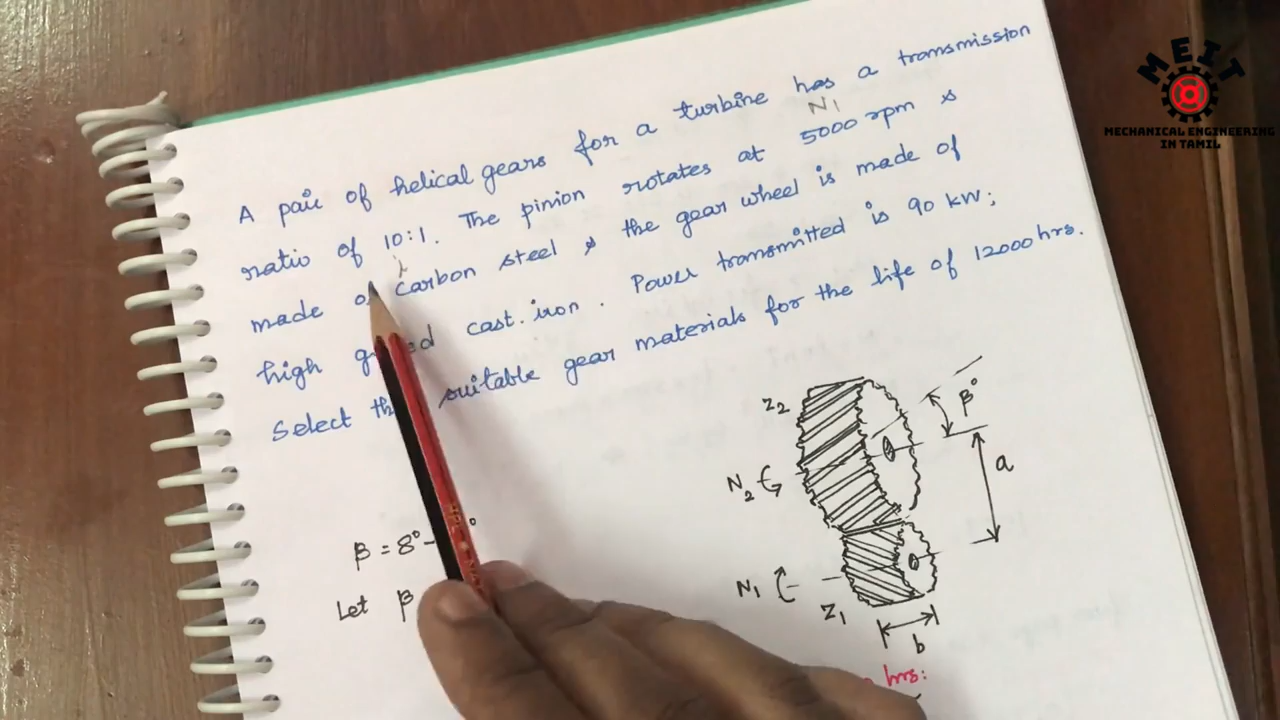 A pair of helical gears for a turbine has a transmission
N1
ratio of 10:1. The pinion rotates at 5000 rpm &
i
made of carbon steel & the gear wheel is made of
high cast iron. Power transmitted is 90 kW;
Select suitable gear materials for the life of 12000 hrs.
Z2
β°
a
N2
β = 8°
N1
Let β
Z1
b
hrs:
MEIT
MECHANICAL ENGINEERING
IN TAMIL